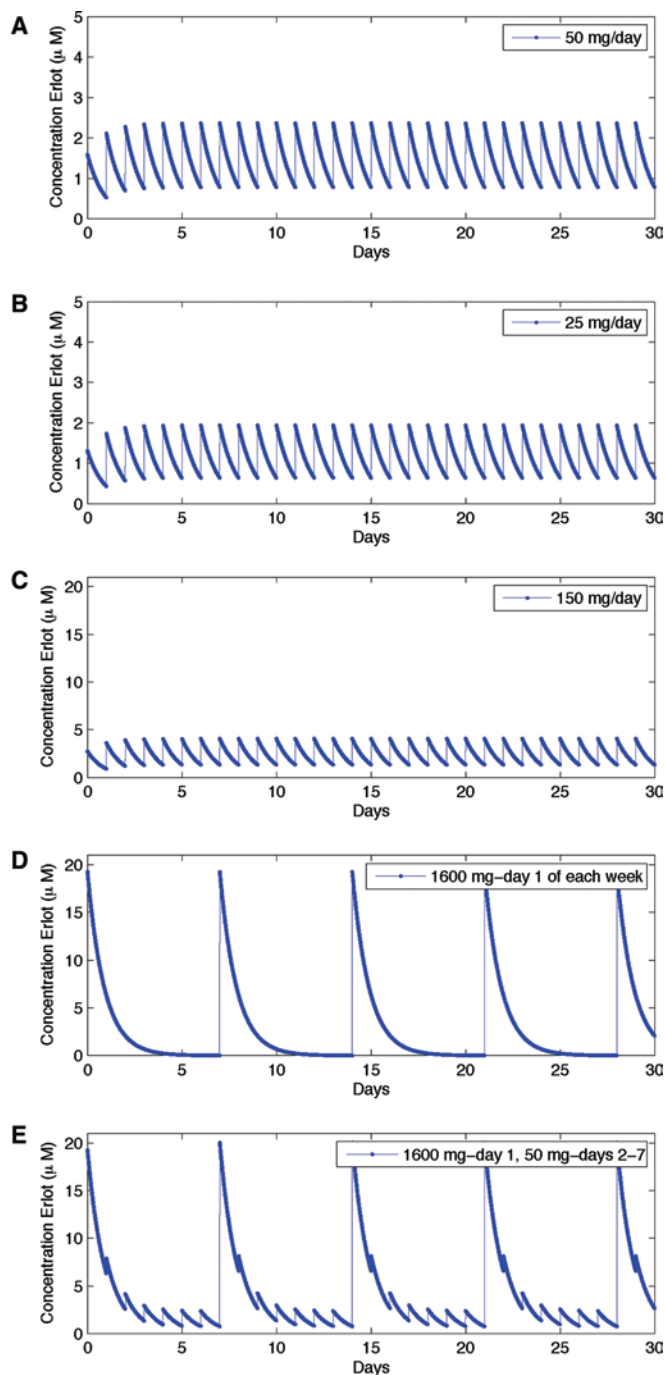 A
Concentration Erlot (μ M)
5
4
3
2
1
0
50 mg/day
0 5 10 15 20 25 30
Days
B
Concentration Erlot (μ M)
5
4
3
2
1
0
25 mg/day
0 5 10 15 20 25 30
Days
C
Concentration Erlot (μ M)
20
15
10
5
0
150 mg/day
0 5 10 15 20 25 30
Days
D
Concentration Erlot (μ M)
20
15
10
5
0
1600 mg−day 1 of each week
0 5 10 15 20 25 30
Days
E
Concentration Erlot (μ M)
20
15
10
5
0
1600 mg−day 1, 50 mg−days 2−7
0 5 10 15 20 25 30
Days